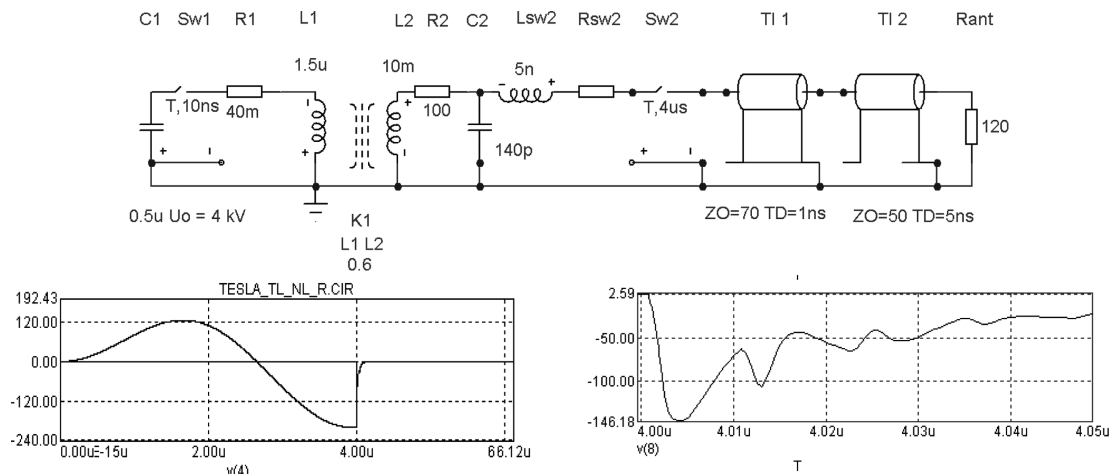 C1 Sw1 R1 L1 L2 R2 C2 Lsw2 Rsw2 Sw2 Tl 1 Tl 2 Rant
1.5u 10m 5n
T,10ns 40m 100 T,4us 120
140p
0.5u Uo = 4 kV
K1
L1 L2
0.6
ZO=70 TD=1ns ZO=50 TD=5ns
TESLA_TL_NL_R.CIR
192.43
120.00
0.00
-120.00
-240.00
0.00uE-15u 2.00u 4.00u 66.12u
v(4)
2.59
-50.00
-100.00
-146.18
4.00u 4.01u 4.02u 4.03u 4.04u 4.05u
v(8)
T